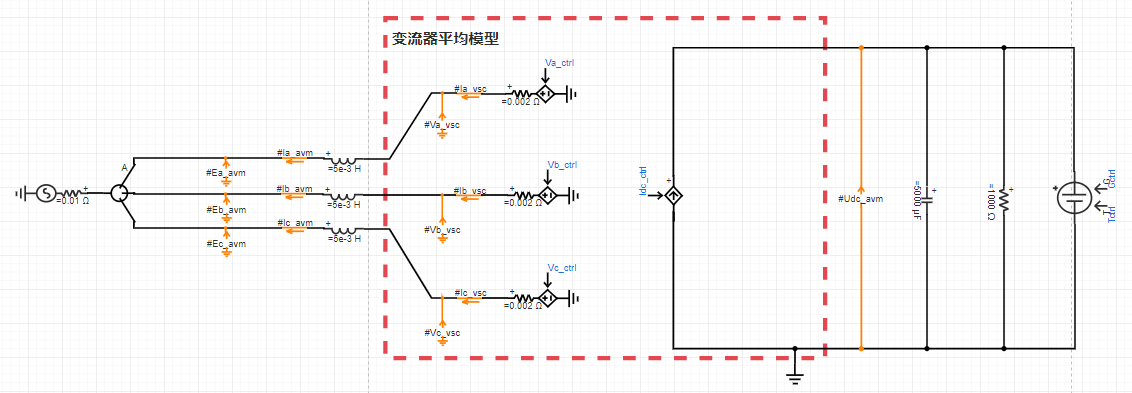 变流器平均模型
Va_ctrl
#Ia_vsc
+
=0.002 Ω
#Va_vsc
A
#Ia_avm
+
=5e-3 H
#Ea_avm
Vb_ctrl
#Ib_avm
+
=5e-3 H
#Ib_vsc
+
=0.002 Ω
#Eb_avm
#Vb_vsc
S
+
=0.01 Ω
#Ic_avm
+
=5e-3 H
#Ec_avm
Vc_ctrl
#Ic_vsc
+
=0.002 Ω
#Vc_vsc
Idc_ctrl
+
#Udc_avm
=50000 μF
+
=1000 Ω
+
+
G
Gctrl
T
Tctrl